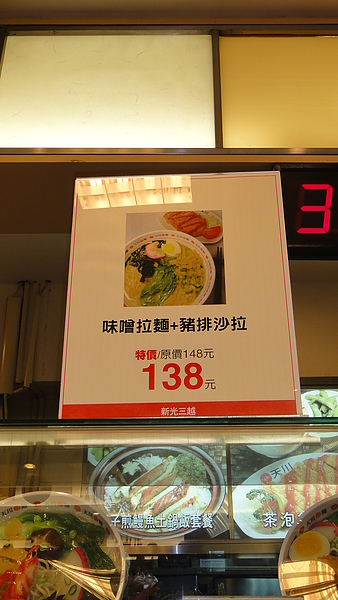 3
味噌拉麵+豬排沙拉
特價/原價148元
138元
新光三越
子煎鰻魚土鍋飯套餐
天川
茶泡